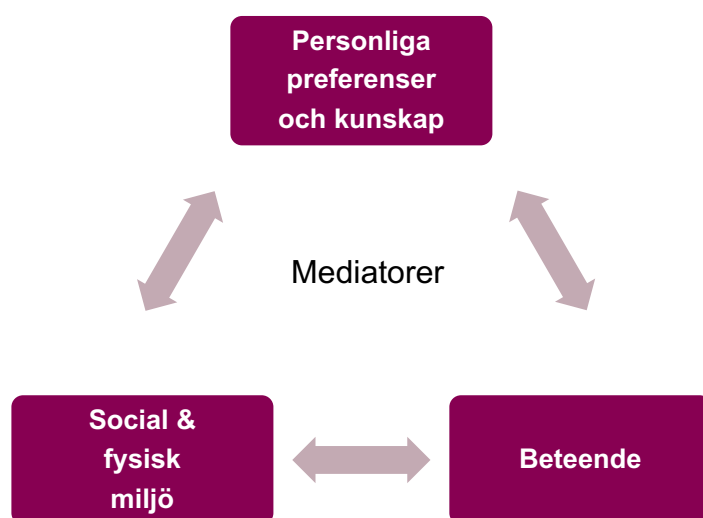 Personliga
preferenser
och kunskap
Mediatorer
Social &
fysisk
miljö
Beteende